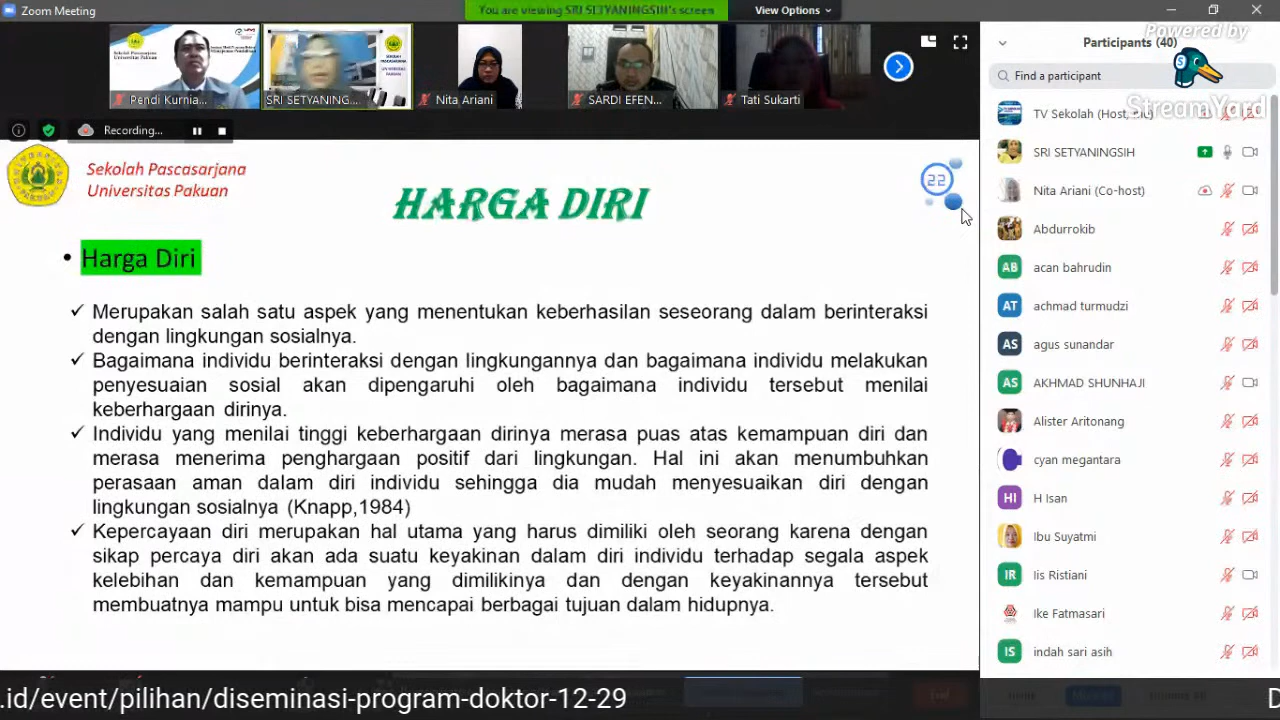 Zoom Meeting
You are viewing SRI SETYANINGSIH's screen
View Options
Pendi Kurnia...
SRI SETYANING...
Nita Ariani
SARDI EFEN...
Tati Sukarti
Recording...
Sekolah Pascasarjana
Universitas Pakuan
HARGA DIRI
22
• Harga Diri
✓ Merupakan salah satu aspek yang menentukan keberhasilan seseorang dalam berinteraksi
dengan lingkungan sosialnya.
✓ Bagaimana individu berinteraksi dengan lingkungannya dan bagaimana individu melakukan
penyesuaian sosial akan dipengaruhi oleh bagaimana individu tersebut menilai
keberhargaan dirinya.
✓ Individu yang menilai tinggi keberhargaan dirinya merasa puas atas kemampuan diri dan
merasa menerima penghargaan positif dari lingkungan. Hal ini akan menumbuhkan
perasaan aman dalam diri individu sehingga dia mudah menyesuaikan diri dengan
lingkungan sosialnya (Knapp,1984)
✓ Kepercayaan diri merupakan hal utama yang harus dimiliki oleh seorang karena dengan
sikap percaya diri akan ada suatu keyakinan dalam diri individu terhadap segala aspek
kelebihan dan kemampuan yang dimilikinya dan dengan keyakinannya tersebut
membuatnya mampu untuk bisa mencapai berbagai tujuan dalam hidupnya.
Participants (40)
Powered by
StreamYard
Find a participant
TV Sekolah (Host,
SRI SETYANINGSIH
Nita Ariani (Co-host)
Abdurrokib
AB acan bahrudin
AT achmad turmudzi
AS agus sunandar
AS AKHMAD SHUNHAJI
Alister Aritonang
cyan megantara
HI H Isan
Ibu Suyatmi
IR Iis Ristiani
Ike Fatmasari
IS indah sari asih
End
.id/event/pilihan/diseminasi-program-doktor-12-29